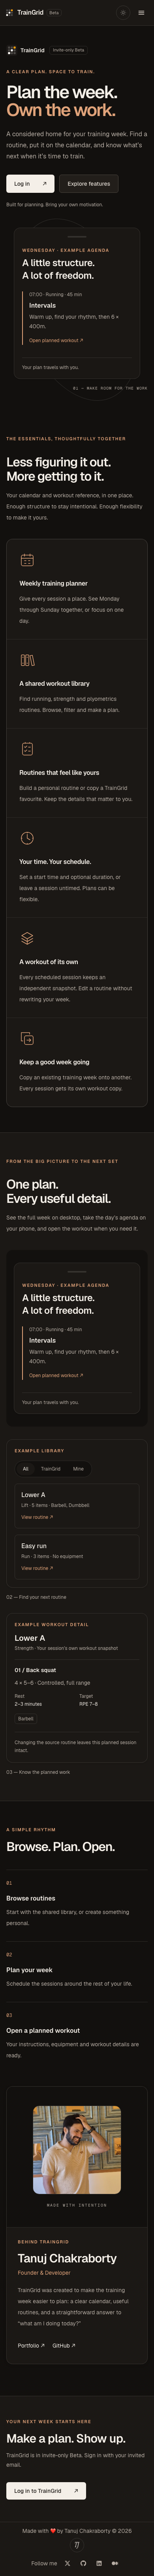 TrainGrid Beta
TrainGrid Invite-only Beta
A CLEAR PLAN. SPACE TO TRAIN.
Plan the week.
Own the work.
A considered home for your training week. Find a
routine, put it on the calendar, and know what's
next when it's time to train.
Log in ↗ Explore features
Built for planning. Bring your own motivation.
WEDNESDAY · EXAMPLE AGENDA
A little structure.
A lot of freedom.
07:00 · Running · 45 min
Intervals
Warm up, find your rhythm, then 6 ×
400m.
Open planned workout ↗
Your plan travels with you.
01 — MAKE ROOM FOR THE WORK
THE ESSENTIALS, THOUGHTFULLY TOGETHER
Less figuring it out.
More getting to it.
Your calendar and workout reference, in one place.
Enough structure to stay intentional. Enough freedom
to make it yours.
Weekly training planner
Give every session a place. See Monday
through Sunday together, or focus on one
day.
A shared workout library
Find running, strength and plyometrics
routines. Browse, filter and make a plan.
Routines that feel like yours
Build a personal routine or copy a TrainGrid
favourite. Keep the details that matter to you.
Your time. Your schedule.
Set a start time and optional duration, or
leave a session untimed. Plans can be
flexible.
A workout of its own
Every scheduled session keeps an
independent snapshot. Edit a routine without
rewriting your week.
Keep a good week going
Copy an existing training week onto another.
Every session gets its own workout copy.
FROM THE BIG PICTURE TO THE NEXT SET
One plan.
Every useful detail.
See the full week on desktop, take the day's agenda on
your phone, and open the workout when you need it.
WEDNESDAY · EXAMPLE AGENDA
A little structure.
A lot of freedom.
07:00 · Running · 45 min
Intervals
Warm up, find your rhythm, then 6 ×
400m.
Open planned workout ↗
Your plan travels with you.
EXAMPLE LIBRARY
All TrainGrid Mine
Lower A
Lift · 5 items · Barbell, Dumbbell
View routine ↗
Easy run
Run · 3 items · No equipment
View routine ↗
02 — Find your next routine
EXAMPLE WORKOUT DETAIL
Lower A
Strength · Your session's own workout snapshot
01 / Back squat
4 × 5–6 · Controlled, full range
Rest Target
2–3 minutes RPE 7–8
Barbell
Changing the source routine leaves this planned session
intact.
03 — Know the planned work
A SIMPLE RHYTHM
Browse. Plan. Open.
01
Browse routines
Start with the shared library, or create something
personal.
02
Plan your week
Schedule the sessions around the rest of your life.
03
Open a planned workout
Your instructions, equipment and workout details are
ready.
MADE WITH INTENTION
BEHIND TRAINGRID
Tanuj Chakraborty
Founder & Developer
TrainGrid was created to make the training
week easier to plan: a clear calendar, useful
routines, and a straightforward answer to
"what am I doing today?"
Portfolio ↗ GitHub ↗
YOUR NEXT WEEK STARTS HERE
Make a plan. Show up.
TrainGrid is in Invite-only Beta. Sign in with your invited
email.
Log in to TrainGrid ↗
Made with ❤️ by Tanuj Chakraborty © 2026
Follow me